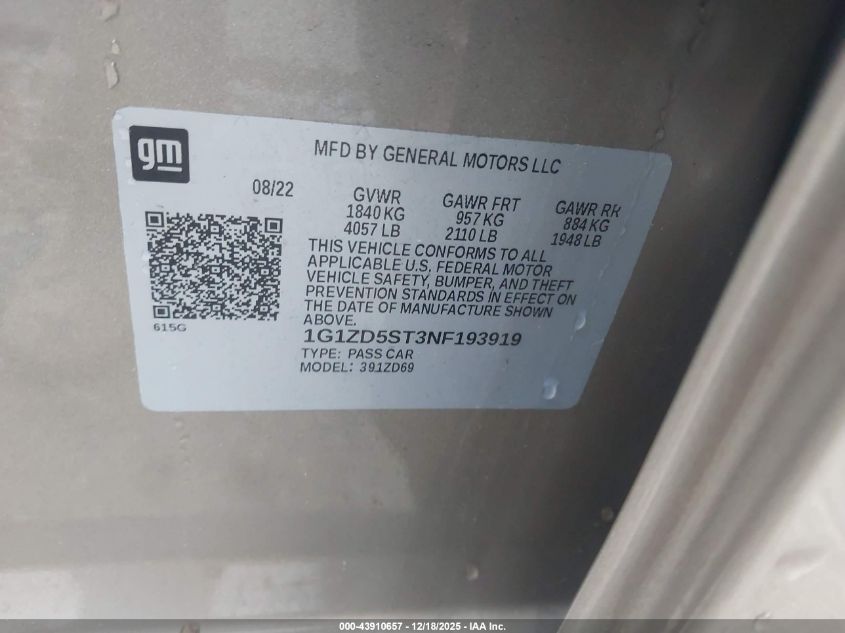 gm
MFD BY GENERAL MOTORS LLC
08/22 GVWR GAWR FRT GAWR RR
1840 KG 957 KG 884 KG
4057 LB 2110 LB 1948 LB
THIS VEHICLE CONFORMS TO ALL
APPLICABLE U.S. FEDERAL MOTOR
VEHICLE SAFETY, BUMPER, AND THEFT
PREVENTION STANDARDS IN EFFECT ON
THE DATE OF MANUFACTURE SHOWN
ABOVE.
615G
1G1ZD5ST3NF193919
TYPE: PASS CAR
MODEL: 391ZD69
000-43910657 - 12/18/2025 - IAA Inc.